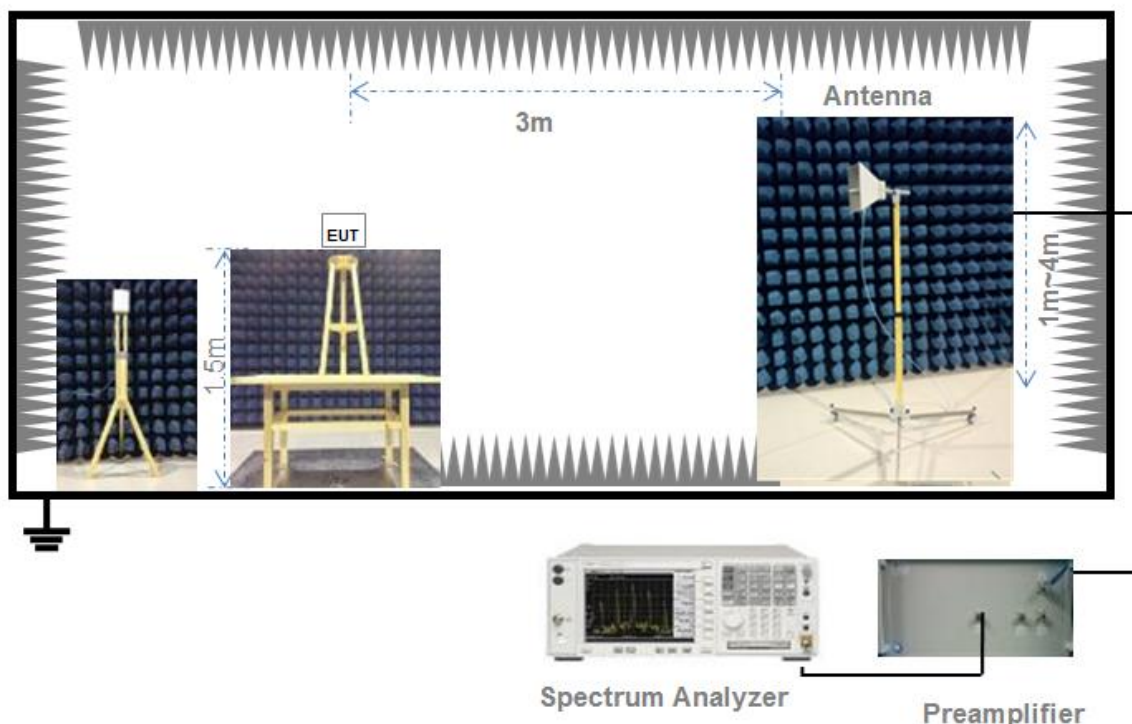 Antenna
3m
EUT
1m~4m
1.5m
Spectrum Analyzer
Preamplifier